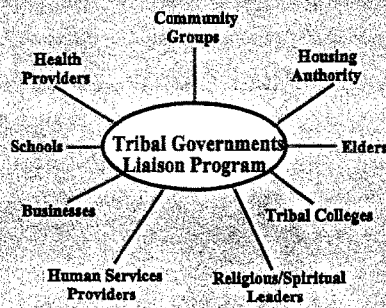 Community
Groups
Health
Providers
Housing
Authority
Schools
Tribal Governments
Liaison Program
Elders
Businesses
Tribal Colleges
Human Services
Providers
Religious/Spiritual
Leaders